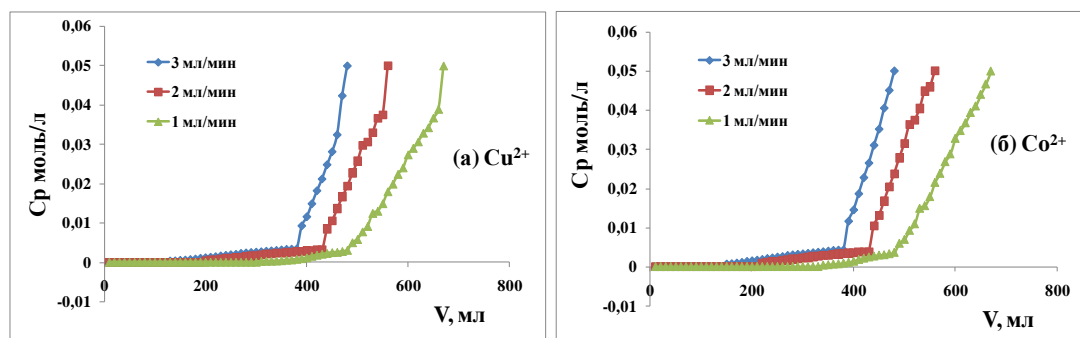 0,06
0,05
0,04
0,03
0,02
0,01
0
-0,01
Ср моль/л
3 мл/мин
2 мл/мин
1 мл/мин
(а) Cu²⁺
0 200 400 600 800
V, мл
0,06
0,05
0,04
0,03
0,02
0,01
0
-0,01
Ср моль/л
3 мл/мин
2 мл/мин
1 мл/мин
(б) Co²⁺
0 200 400 600 800
V, мл